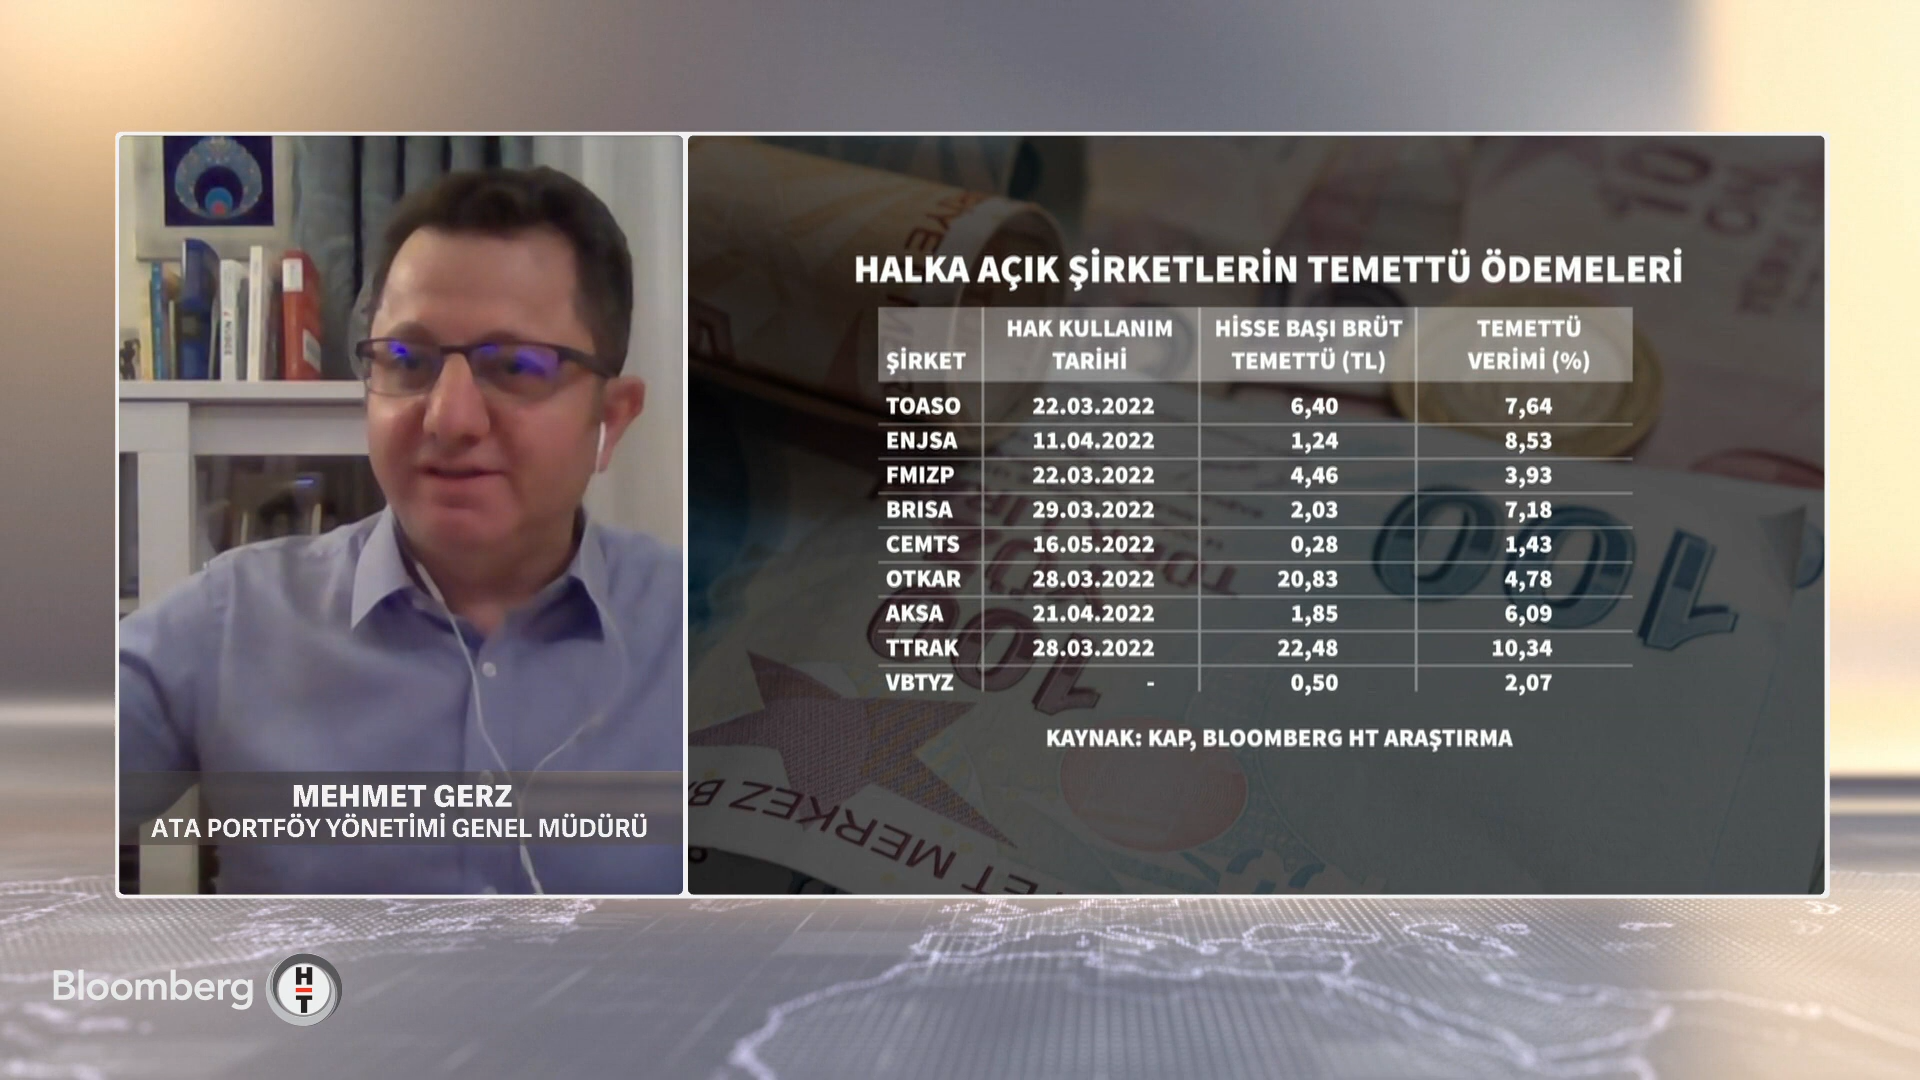 HALKA AÇIK ŞİRKETLERİN TEMETTÜ ÖDEMELERİ
ŞİRKET HAK KULLANIM TARİHİ HİSSE BAŞI BRÜT TEMETTÜ (TL) TEMETTÜ VERİMİ (%)
TOASO 22.03.2022 6,40 7,64
ENJSA 11.04.2022 1,24 8,53
FMIZP 22.03.2022 4,46 3,93
BRISA 29.03.2022 2,03 7,18
CEMTS 16.05.2022 0,28 1,43
OTKAR 28.03.2022 20,83 4,78
AKSA 21.04.2022 1,85 6,09
TTRAK 28.03.2022 22,48 10,34
VBTYZ - 0,50 2,07
KAYNAK: KAP, BLOOMBERG HT ARAŞTIRMA
MEHMET GERZ
ATA PORTFÖY YÖNETİMİ GENEL MÜDÜRÜ
Bloomberg HT
100
100
10
MERKEZ